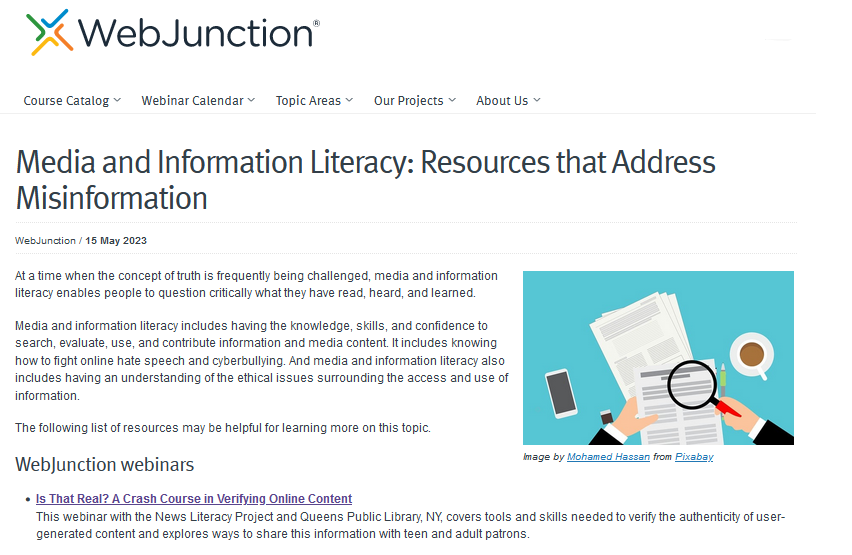 WebJunction®
Course Catalog Webinar Calendar Topic Areas Our Projects About Us
Media and Information Literacy: Resources that Address
Misinformation
WebJunction / 15 May 2023
At a time when the concept of truth is frequently being challenged, media and information
literacy enables people to question critically what they have read, heard, and learned.
Media and information literacy includes having the knowledge, skills, and confidence to
search, evaluate, use, and contribute information and media content. It includes knowing
how to fight online hate speech and cyberbullying. And media and information literacy also
includes having an understanding of the ethical issues surrounding the access and use of
information.
The following list of resources may be helpful for learning more on this topic.
Image by Mohamed Hassan from Pixabay
WebJunction webinars
• Is That Real? A Crash Course in Verifying Online Content
This webinar with the News Literacy Project and Queens Public Library, NY, covers tools and skills needed to verify the authenticity of user-
generated content and explores ways to share this information with teen and adult patrons.